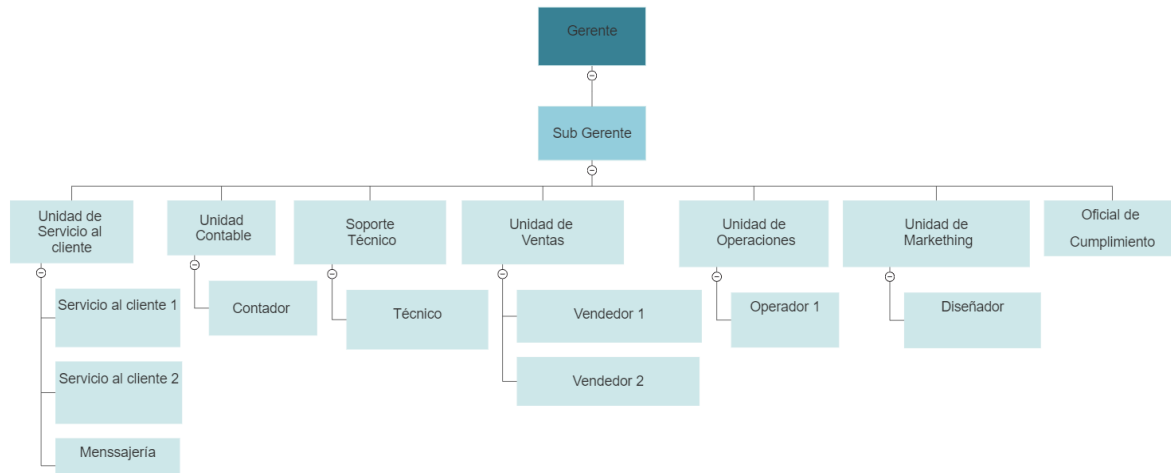 Gerente
Sub Gerente
Unidad de
Servicio al
cliente
Unidad
Contable
Soporte
Técnico
Unidad de
Ventas
Unidad de
Operaciones
Unidad de
Markething
Oficial de
Cumplimiento
Servicio al cliente 1
Contador
Técnico
Vendedor 1
Operador 1
Diseñador
Servicio al cliente 2
Vendedor 2
Menssajería